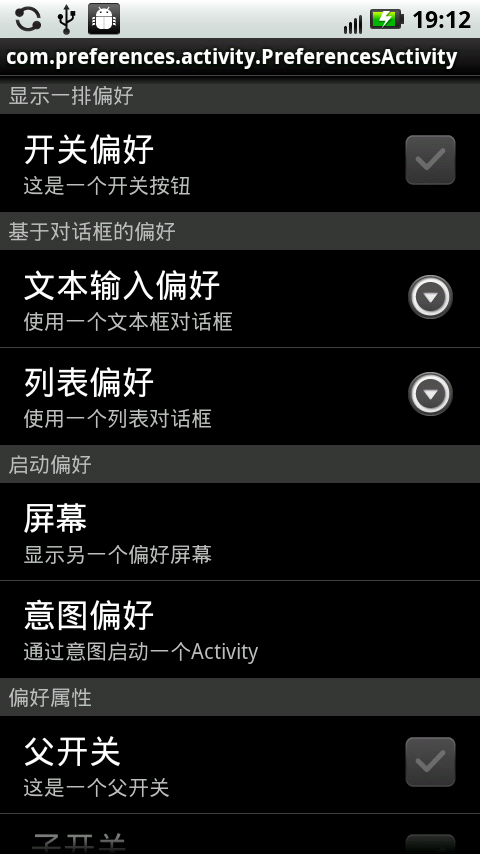 19:12
com.preferences.activity.PreferencesActivity
显示一排偏好
开关偏好
这是一个开关按钮
基于对话框的偏好
文本输入偏好
使用一个文本框对话框
列表偏好
使用一个列表对话框
启动偏好
屏幕
显示另一个偏好屏幕
意图偏好
通过意图启动一个Activity
偏好属性
父开关
这是一个父开关
子开关